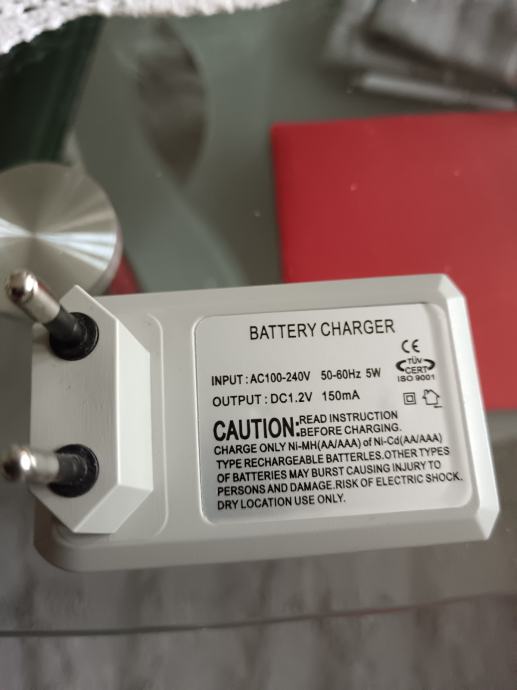 BATTERY CHARGER
CE
INPUT : AC100-240V 50-60Hz 5W
TÜV
CERT
ISO 9001
OUTPUT : DC1.2V 150mA
CAUTION: READ INSTRUCTION
BEFORE CHARGING.
CHARGE ONLY Ni-MH(AA/AAA) of Ni-Cd(AA/AAA)
TYPE RECHARGEABLE BATTERLES.OTHER TYPES
OF BATTERIES MAY BURST CAUSING INJURY TO
PERSONS AND DAMAGE.RISK OF ELECTRIC SHOCK.
DRY LOCATION USE ONLY.